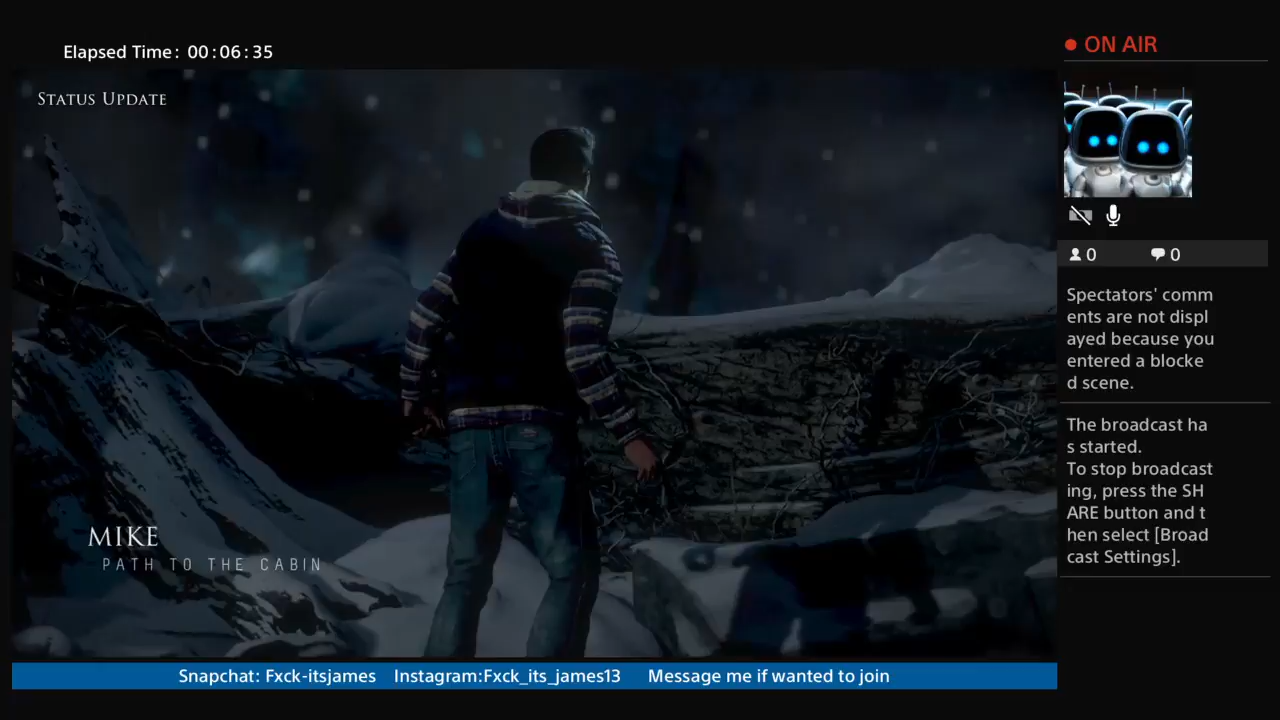 Elapsed Time: 00:06:35
ON AIR
Status Update
0 0
Spectators' comm
ents are not displ
ayed because you
entered a blocke
d scene.
The broadcast ha
s started.
To stop broadcast
ing, press the SH
ARE button and t
hen select [Broad
cast Settings].
MIKE
PATH TO THE CABIN
Snapchat: Fxck-itsjames Instagram:Fxck_its_james13 Message me if wanted to join